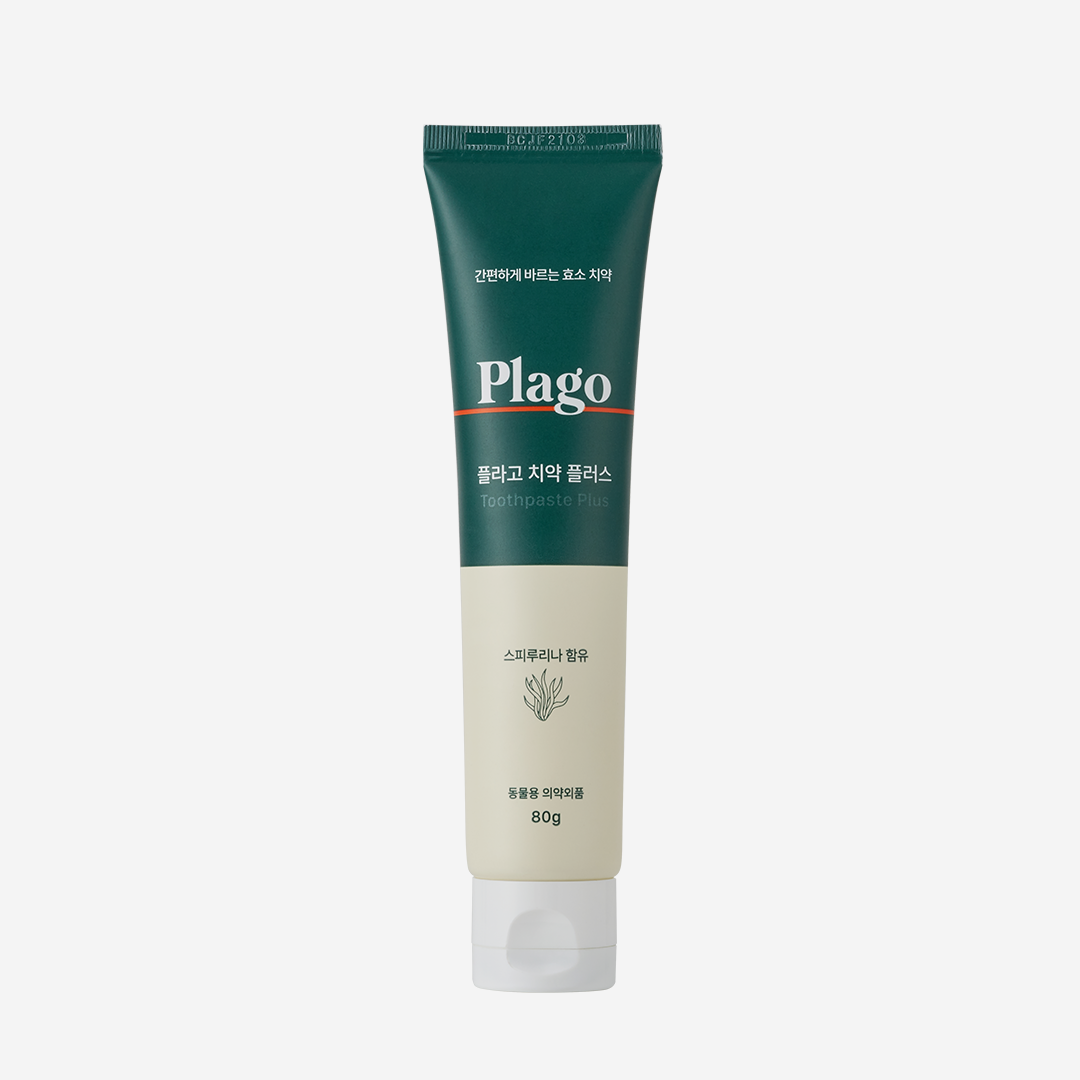 간편하게 바르는 효소 치약
Plago
플라고 치약 플러스
Toothpaste Plus
스피루리나 함유
동물용 의약외품
80g